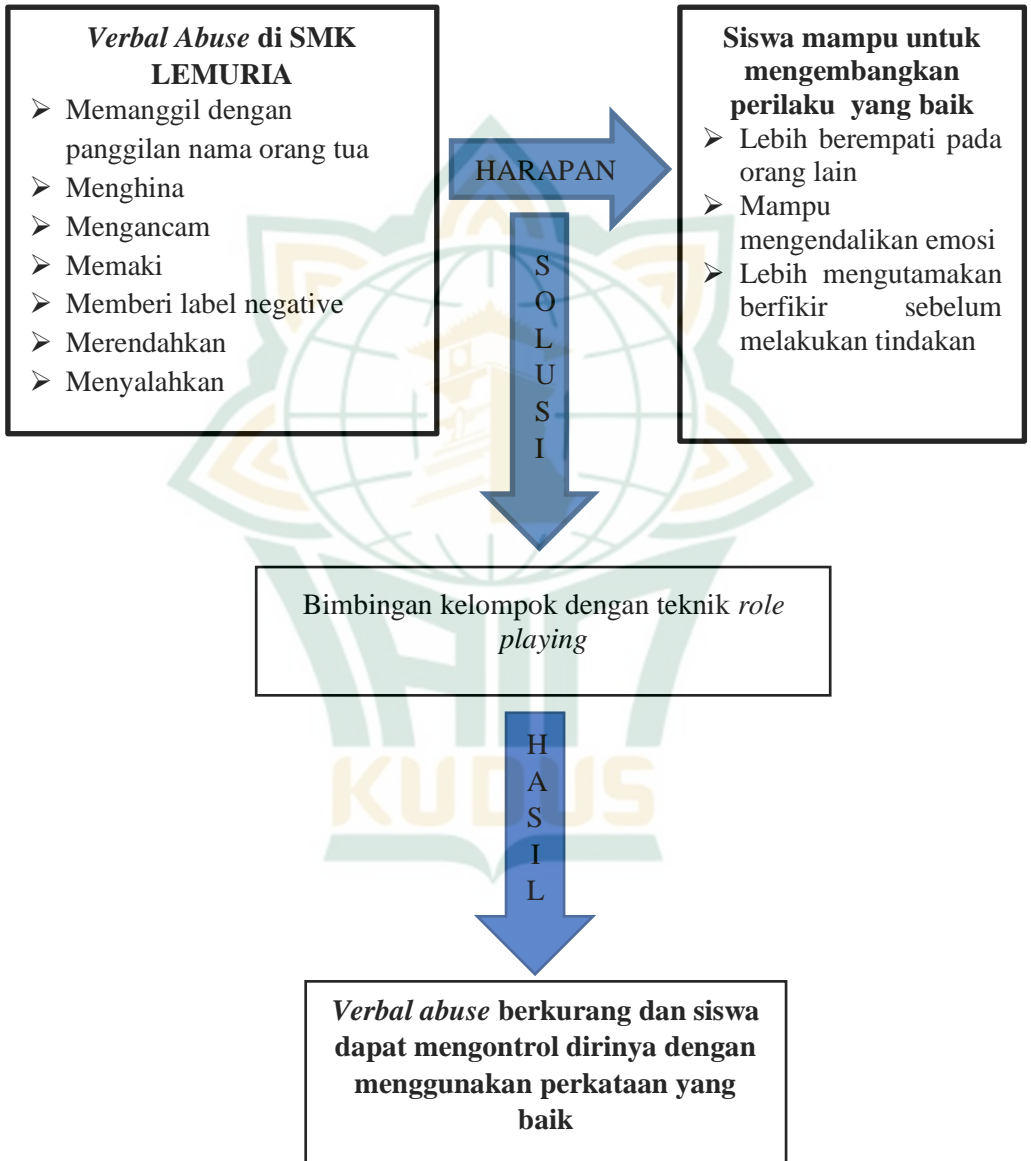 Verbal Abuse di SMK
LEMURIA
➢ Memanggil dengan
panggilan nama orang tua
➢ Menghina
➢ Mengancam
➢ Memaki
➢ Memberi label negative
➢ Merendahkan
➢ Menyalahkan
HARAPAN
Siswa mampu untuk
mengembangkan
perilaku yang baik
➢ Lebih berempati pada
orang lain
➢ Mampu
mengendalikan emosi
➢ Lebih mengutamakan
berfikir sebelum
melakukan tindakan
S
O
L
U
S
I
Bimbingan kelompok dengan teknik role
playing
H
A
S
I
L
Verbal abuse berkurang dan siswa
dapat mengontrol dirinya dengan
menggunakan perkataan yang
baik
IAIN
KUDUS